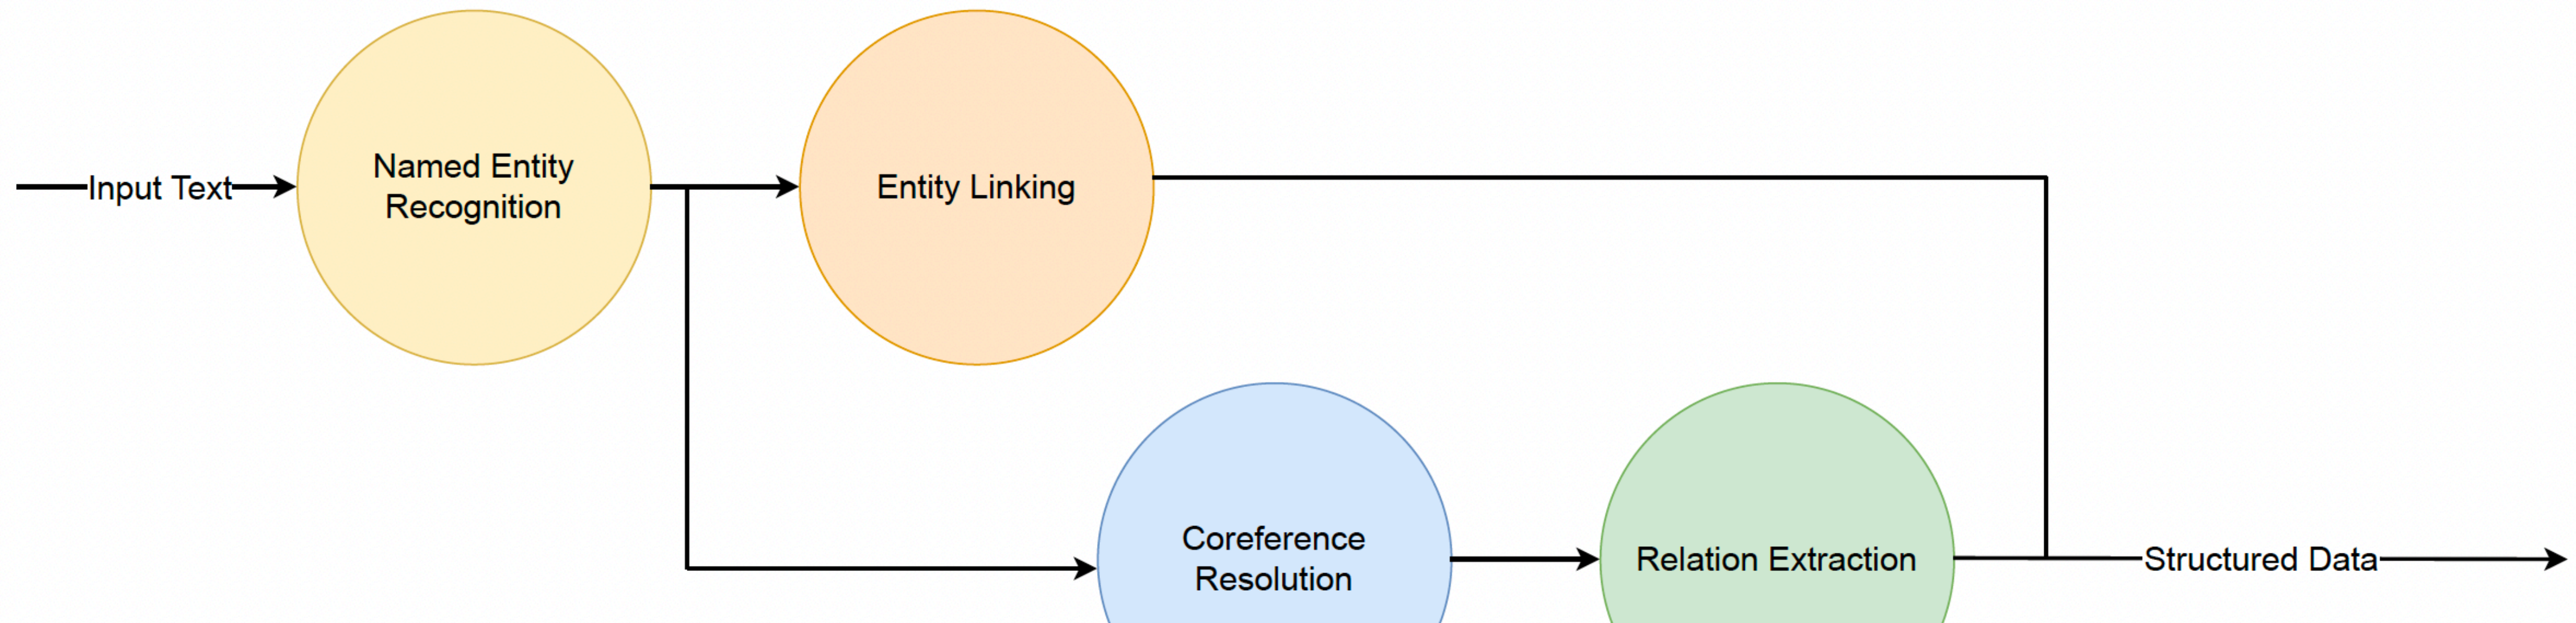 Input Text
Named Entity
Recognition
Entity Linking
Coreference
Resolution
Relation Extraction
Structured Data